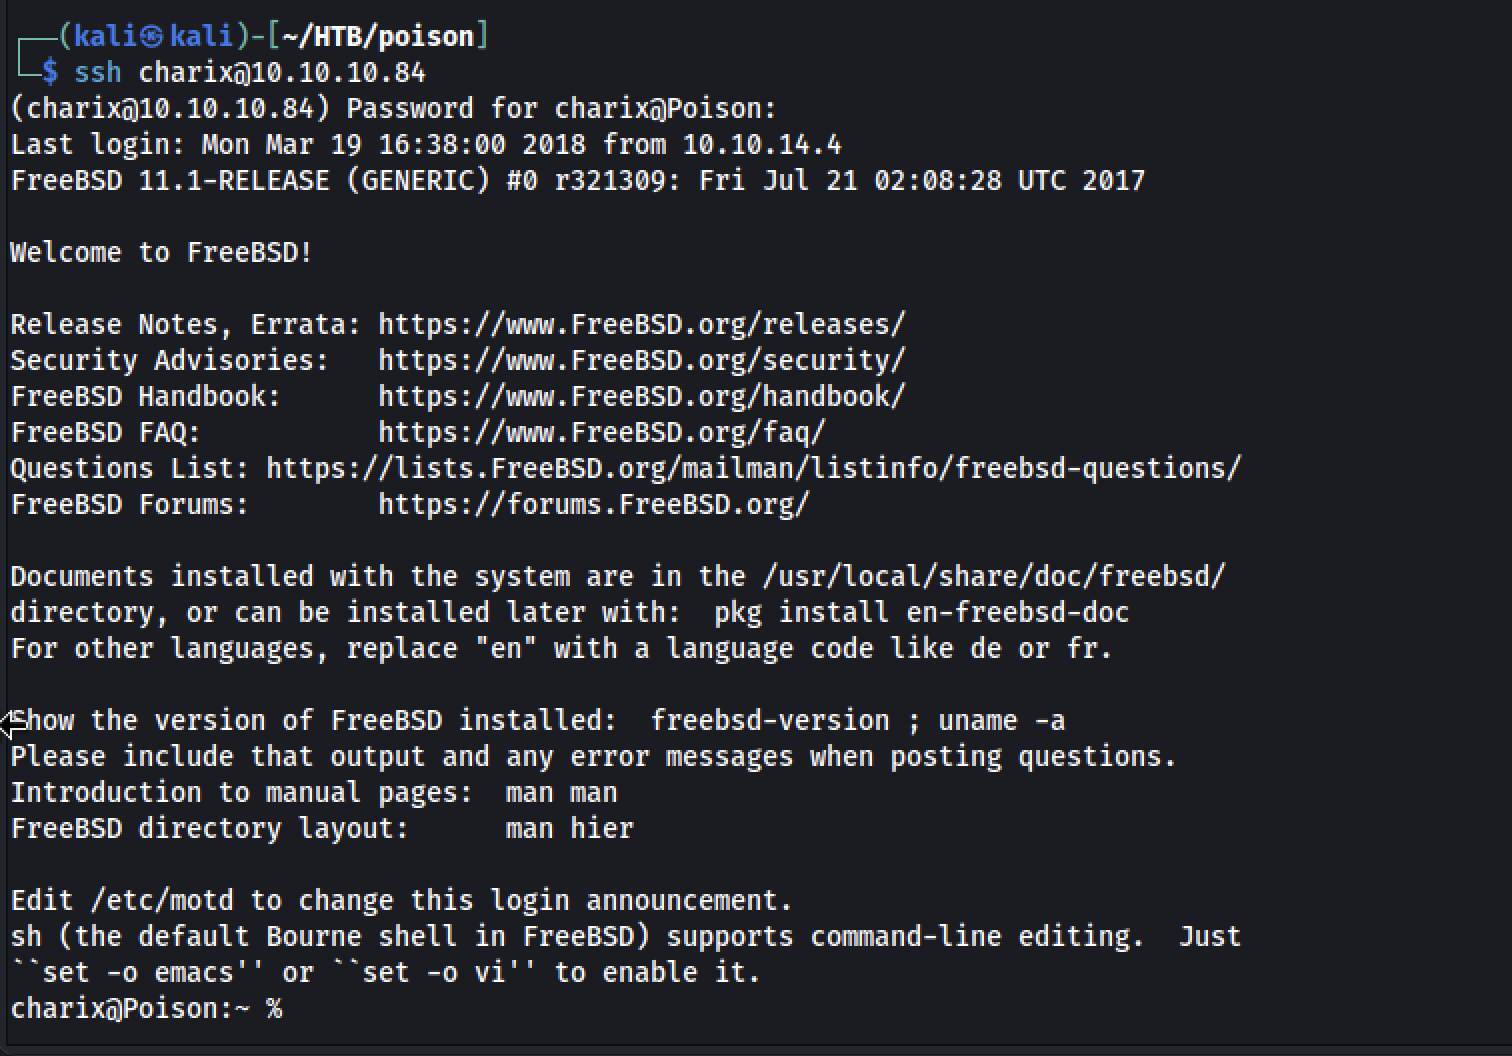 ┌──(kali㉿kali)-[~/HTB/poison]
└─$ ssh charix@10.10.10.84
(charix@10.10.10.84) Password for charix@Poison:
Last login: Mon Mar 19 16:38:00 2018 from 10.10.14.4
FreeBSD 11.1-RELEASE (GENERIC) #0 r321309: Fri Jul 21 02:08:28 UTC 2017

Welcome to FreeBSD!

Release Notes, Errata: https://www.FreeBSD.org/releases/
Security Advisories:   https://www.FreeBSD.org/security/
FreeBSD Handbook:      https://www.FreeBSD.org/handbook/
FreeBSD FAQ:           https://www.FreeBSD.org/faq/
Questions List: https://lists.FreeBSD.org/mailman/listinfo/freebsd-questions/
FreeBSD Forums:        https://forums.FreeBSD.org/

Documents installed with the system are in the /usr/local/share/doc/freebsd/
directory, or can be installed later with:  pkg install en-freebsd-doc
For other languages, replace "en" with a language code like de or fr.

Show the version of FreeBSD installed:  freebsd-version ; uname -a
Please include that output and any error messages when posting questions.
Introduction to manual pages:  man man
FreeBSD directory layout:      man hier

Edit /etc/motd to change this login announcement.
sh (the default Bourne shell in FreeBSD) supports command-line editing.  Just
``set -o emacs'' or ``set -o vi'' to enable it.
charix@Poison:~ %